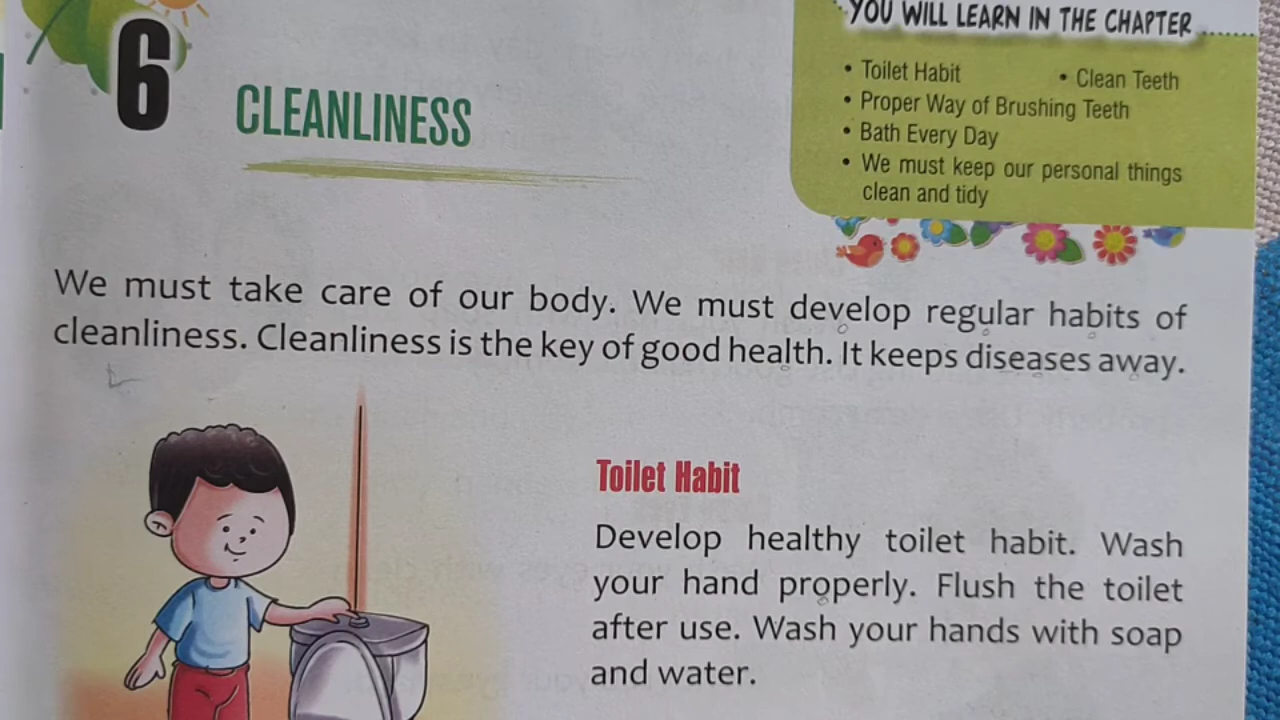 6
CLEANLINESS
YOU WILL LEARN IN THE CHAPTER
• Toilet Habit • Clean Teeth
• Proper Way of Brushing Teeth
• Bath Every Day
• We must keep our personal things
clean and tidy
We must take care of our body. We must develop regular habits of
cleanliness. Cleanliness is the key of good health. It keeps diseases away.
Toilet Habit
Develop healthy toilet habit. Wash
your hand properly. Flush the toilet
after use. Wash your hands with soap
and water.